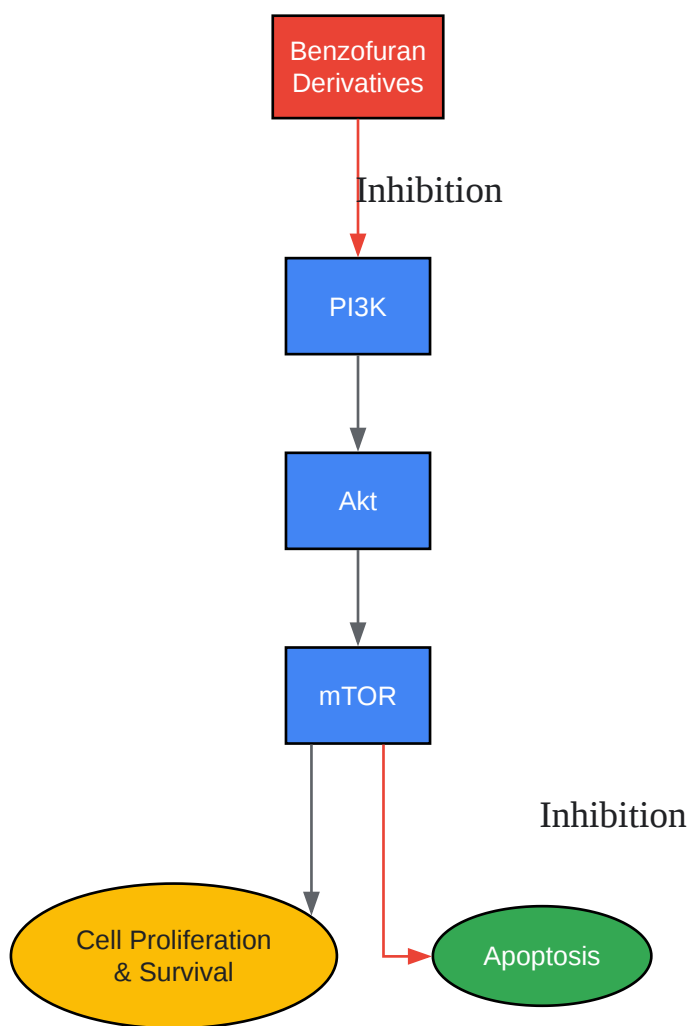 Benzofuran
Derivatives
Inhibition
PI3K
Akt
mTOR
Inhibition
Cell Proliferation
& Survival
Apoptosis